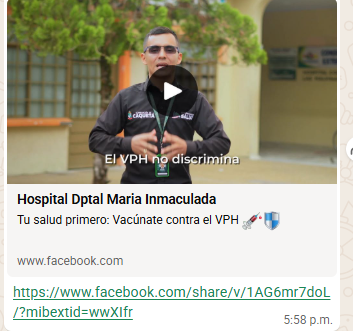 CAQUETÁ
El VPH no discrimina
Hospital Dptal Maria Inmaculada
Tu salud primero: Vacúnate contra el VPH
www.facebook.com
https://www.facebook.com/share/v/1AG6mr7doL
/?mibextid=wwXIfr
5:58 p.m.